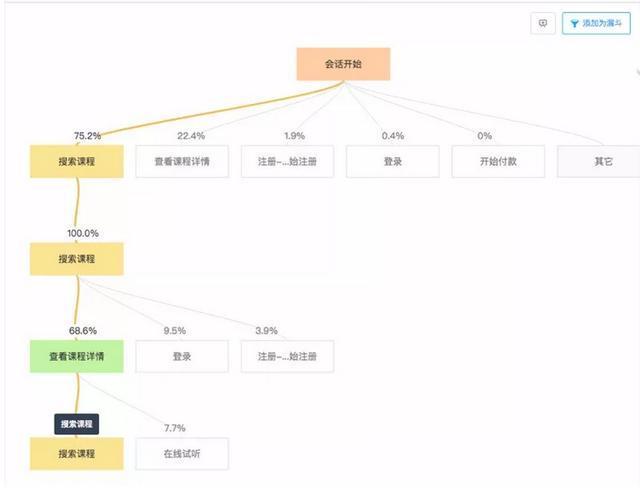 添加为漏斗
会话开始
75.2%
22.4%
1.9%
0.4%
0%
搜索课程
查看课程详情
注册-...始注册
登录
开始付款
其它
100.0%
搜索课程
68.6%
9.5%
3.9%
查看课程详情
登录
注册-...始注册
搜索课程
7.7%
搜索课程
在线试听